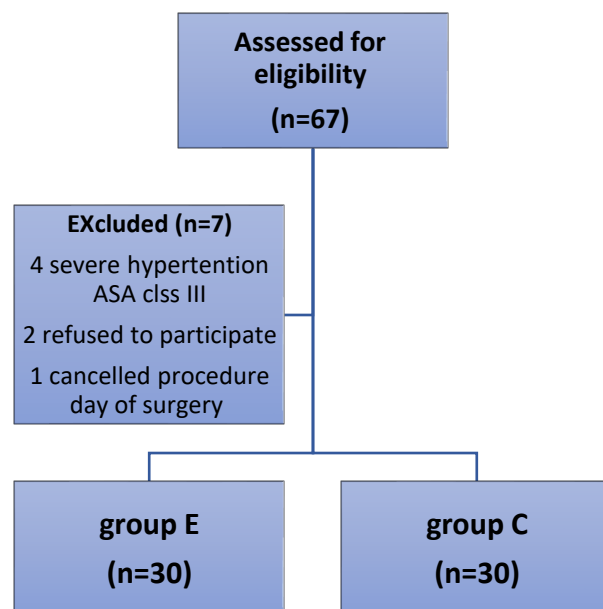 Assessed for
eligibility
(n=67)
EXcluded (n=7)
4 severe hypertention
ASA clss III
2 refused to participate
1 cancelled procedure
day of surgery
group E
(n=30)
group C
(n=30)